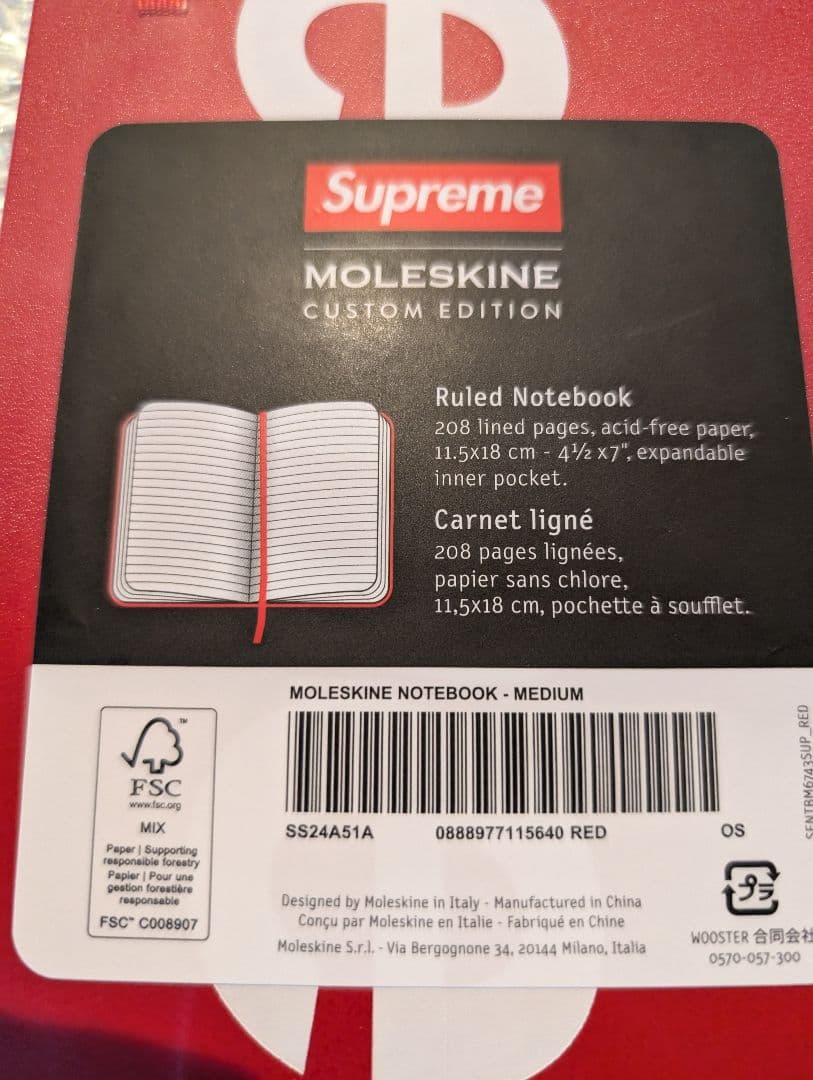 Supreme
MOLESKINE
CUSTOM EDITION
Ruled Notebook
208 lined pages, acid-free paper,
11.5x18 cm - 4½ x7", expandable
inner pocket.
Carnet ligné
208 pages lignées,
papier sans chlore,
11,5x18 cm, pochette à soufflet.
MOLESKINE NOTEBOOK - MEDIUM
SS24A51A 0888977115640 RED OS
FSC™
www.fsc.org
MIX
Paper | Supporting
responsible forestry
Papier | Pour une
gestion forestière
responsable
FSC™ C008907
Designed by Moleskine in Italy - Manufactured in China
Conçu par Moleskine en Italie - Fabriqué en Chine
Moleskine S.r.l. - Via Bergognone 34, 20144 Milano, Italia
プラ
WOOSTER 合同会社
0570-057-300